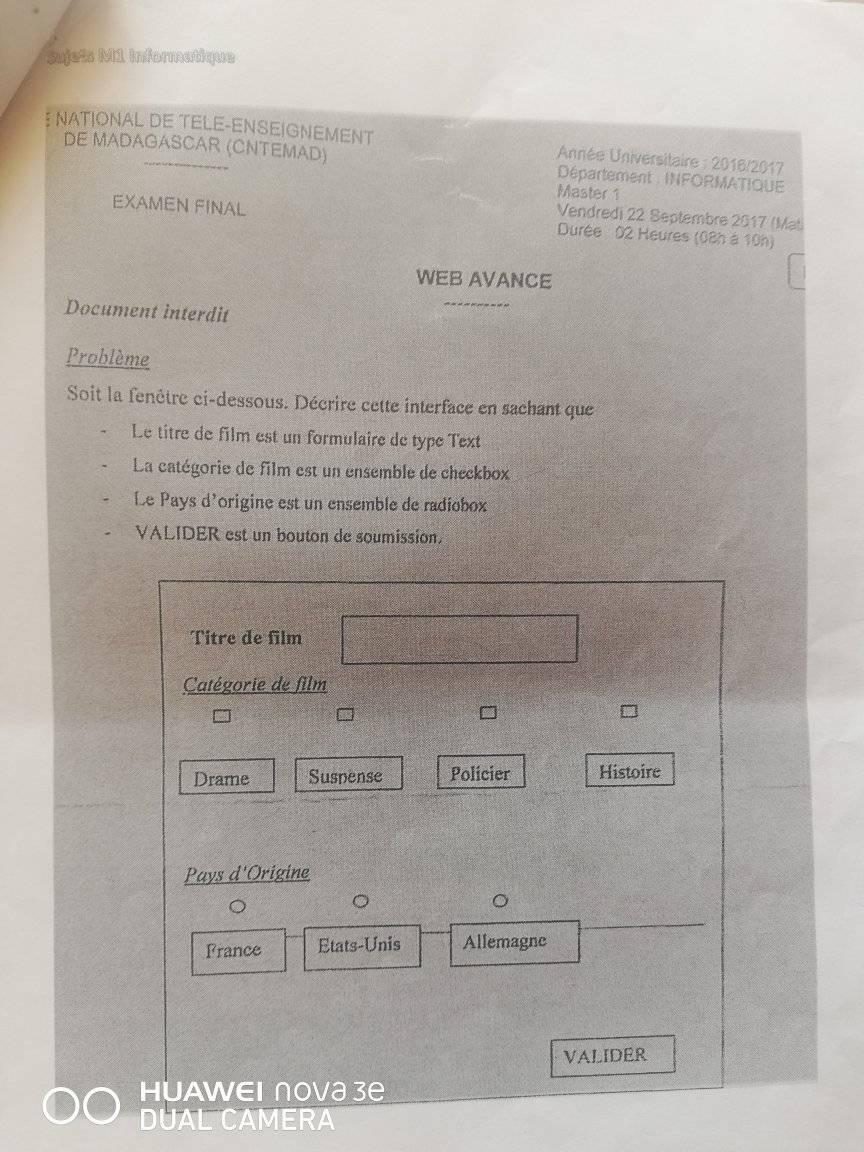 Sujets M1 Informatique
E NATIONAL DE TELE-ENSEIGNEMENT
DE MADAGASCAR (CNTEMAD)
Année Universitaire : 2016/2017
Département : INFORMATIQUE
Master 1
EXAMEN FINAL
Vendredi 22 Septembre 2017 (Mati
Durée : 02 Heures (08h à 10h)
WEB AVANCE
Document interdit
Problème
Soit la fenêtre ci-dessous. Décrire cette interface en sachant que
- Le titre de film est un formulaire de type Text
- La catégorie de film est un ensemble de checkbox
- Le Pays d'origine est un ensemble de radiobox
- VALIDER est un bouton de soumission.
Titre de film
Catégorie de film
Drame Suspense Policier Histoire
Pays d'Origine
France Etats-Unis Allemagne
VALIDER
HUAWEI nova 3e
DUAL CAMERA